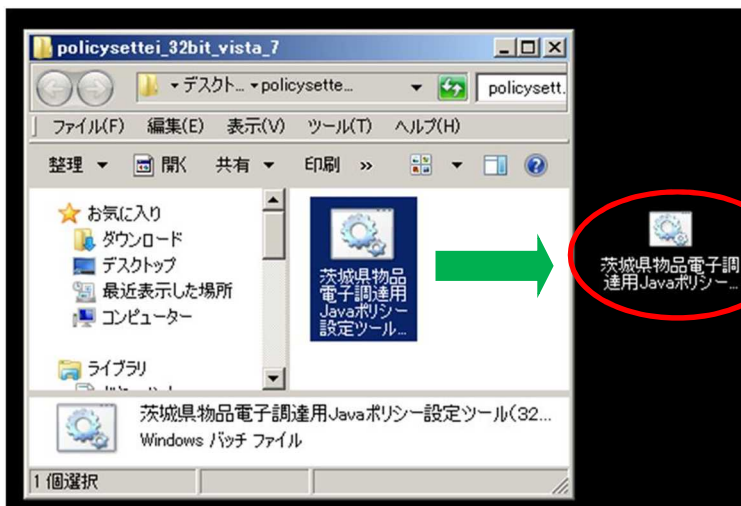 policysettei_32bit_vista_7
デスクト... policysette...
policysett.
ファイル(F) 編集(E) 表示(V) ツール(T) ヘルプ(H)
整理 開く 共有 印刷 »
お気に入り
ダウンロード
デスクトップ
最近表示した場所
コンピューター
ライブラリ
茨城県物品
電子調達用
Javaポリシー
設定ツール...
茨城県物品電子調
達用Javaポリシー...
茨城県物品電子調達用Javaポリシー設定ツール(32...
Windows バッチ ファイル
1 個選択